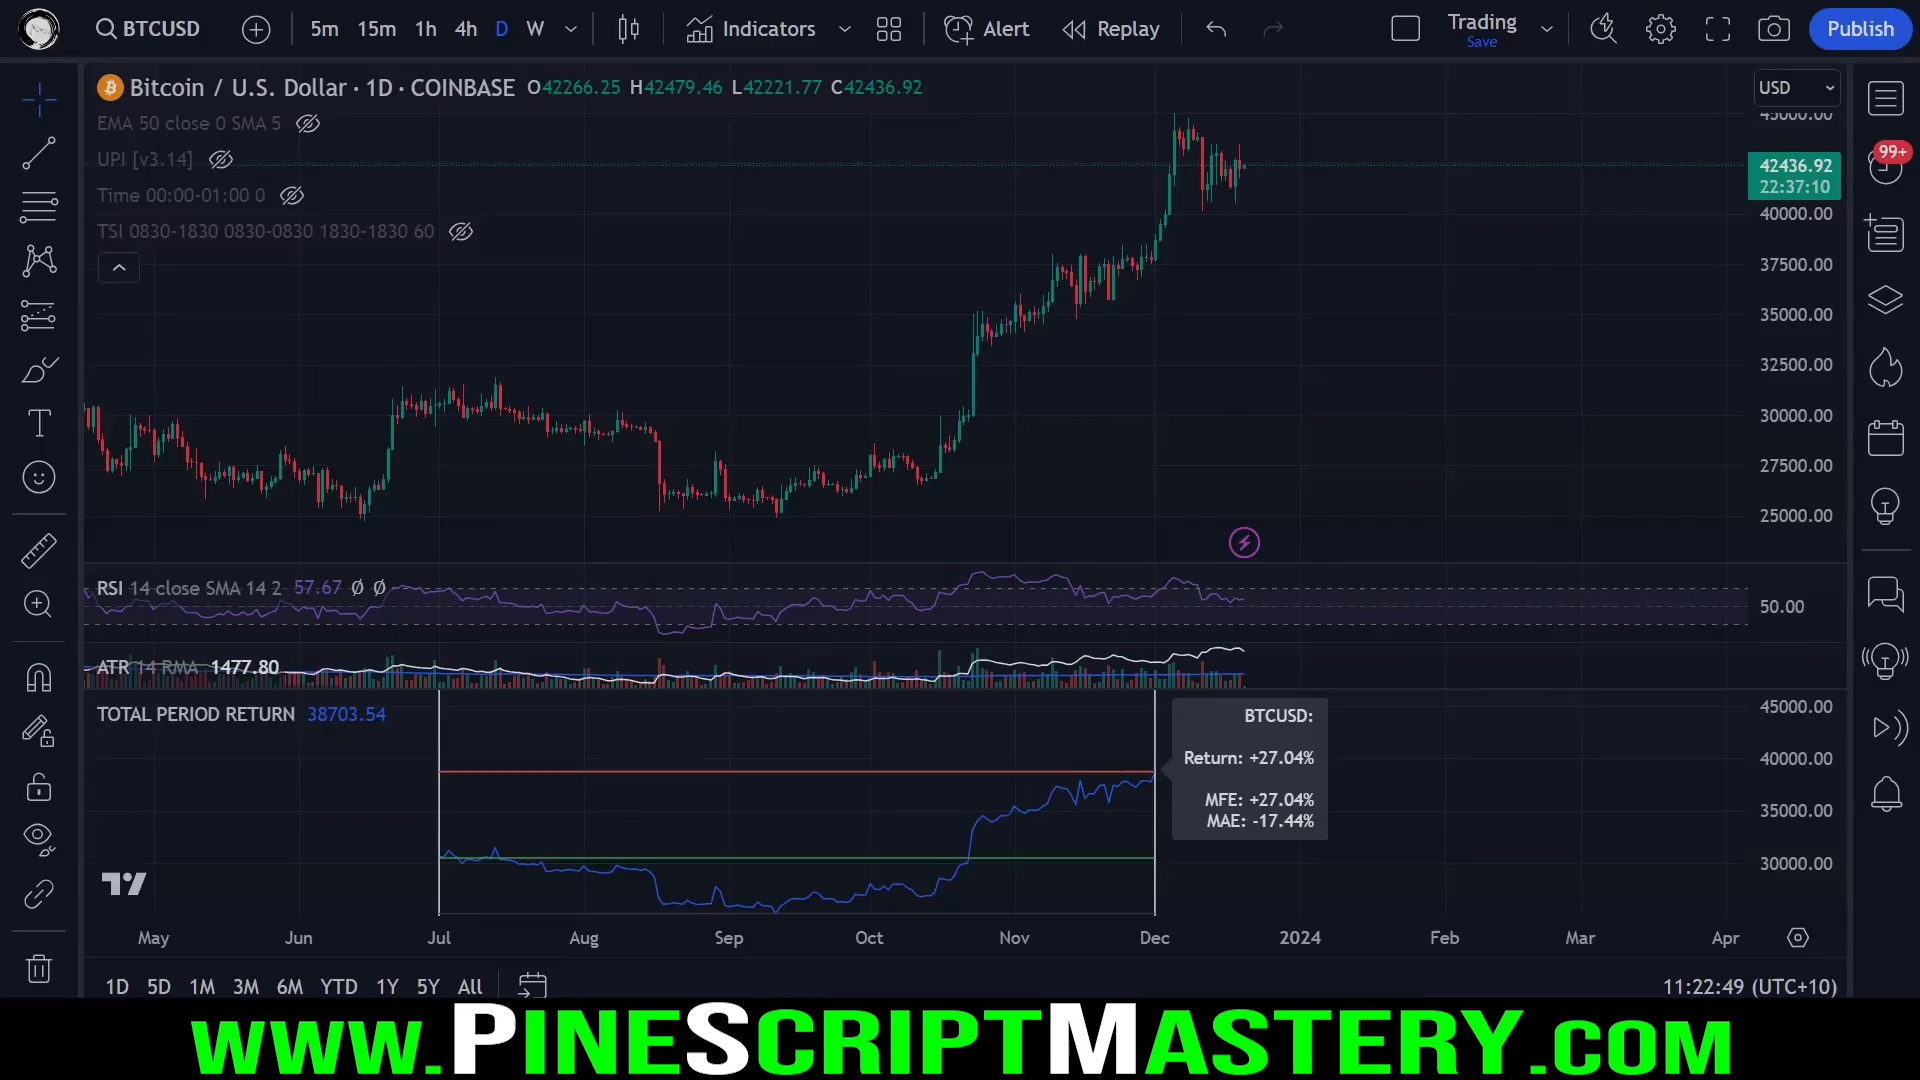 BTCUSD 5m 15m 1h 4h D W Indicators Alert Replay Trading Save Publish
Bitcoin / U.S. Dollar · 1D · COINBASE O42266.25 H42479.46 L42221.77 C42436.92
USD
EMA 50 close 0 SMA 5
UPI [v3.14]
Time 00:00-01:00 0
TSI 0830-1830 0830-0830 1830-1830 60
99+
45000.00
42436.92
22:37:10
40000.00
37500.00
35000.00
32500.00
30000.00
27500.00
25000.00
RSI 14 close SMA 14 2 57.67 Ø Ø
50.00
ATR 14 RMA 1477.80
TOTAL PERIOD RETURN 38703.54
BTCUSD:
Return: +27.04%
MFE: +27.04%
MAE: -17.44%
45000.00
40000.00
35000.00
30000.00
May Jun Jul Aug Sep Oct Nov Dec 2024 Feb Mar Apr
1D 5D 1M 3M 6M YTD 1Y 5Y All
11:22:49 (UTC+10)
www.PineScriptMastery.com